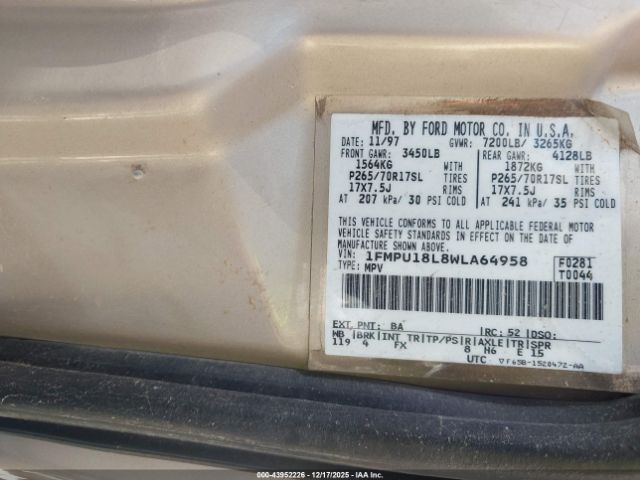 MFD. BY FORD MOTOR CO. IN U.S.A.
DATE: 11/97 GVWR: 7200LB/ 3265KG
FRONT GAWR: 3450LB REAR GAWR: 4128LB
1564KG WITH 1872KG WITH
P265/70R17SL TIRES P265/70R17SL TIRES
17X7.5J RIMS 17X7.5J RIMS
AT 207 kPa/ 30 PSI COLD AT 241 kPa/ 35 PSI COLD
THIS VEHICLE CONFORMS TO ALL APPLICABLE FEDERAL MOTOR
VEHICLE SAFETY STANDARDS IN EFFECT ON THE DATE OF
MANUFACTURE SHOWN ABOVE.
VIN: 1FMPU18L8WLA64958 F0281
TYPE: MPV T0044
EXT PNT: BA RC: 52 DSO:
WB BRK INT TR TP/PS R AXLE TR SPR
119 4 FX 8 H6 E 15
UTC ▽F65B-1520472-AA
000-43952226 - 12/17/2025 - IAA Inc.